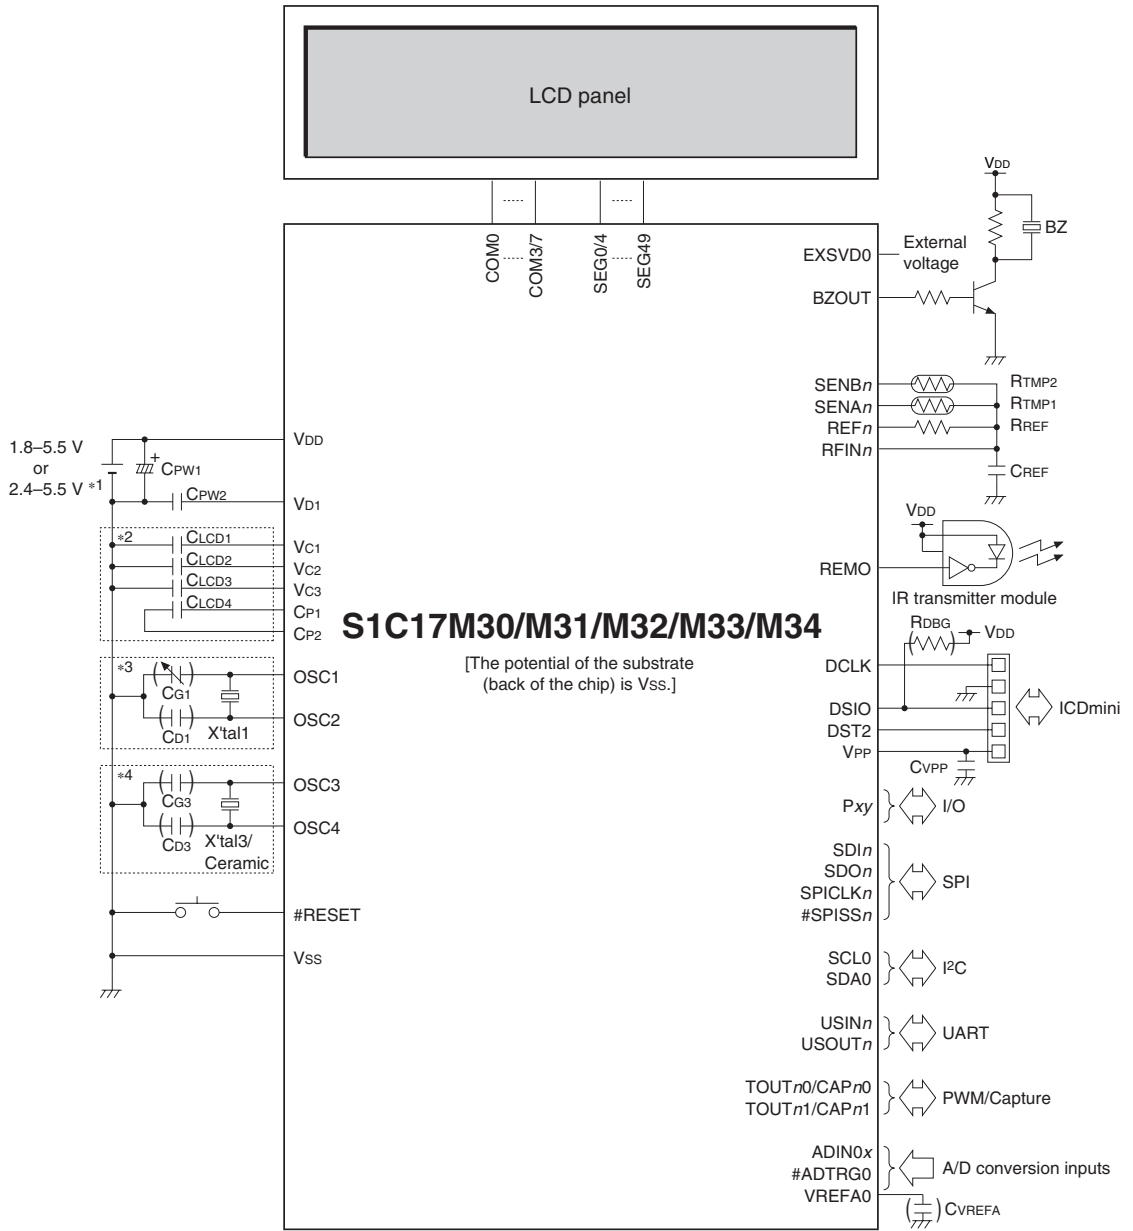 LCD panel
COM0
COM3/7
SEG0/4
SEG49
VDD
BZ
EXSVD0
External
voltage
BZOUT
SENBn
RTMP2
SENAn
RTMP1
REFn
RREF
RFINn
CREF
VDD
REMO
IR transmitter module
1.8–5.5 V
or
2.4–5.5 V *1
+
CPW1
VDD
CPW2
VD1
*2
CLCD1
VC1
CLCD2
VC2
CLCD3
VC3
CLCD4
CP1
CP2
S1C17M30/M31/M32/M33/M34
[The potential of the substrate
(back of the chip) is VSS.]
RDBG
VDD
DCLK
DSIO
ICDmini
DST2
VPP
CVPP
*3
CG1
OSC1
CD1
X'tal1
OSC2
*4
CG3
OSC3
CD3
X'tal3/
Ceramic
OSC4
#RESET
VSS
Pxy
I/O
SDIn
SDOn
SPICLKn
#SPISSn
SPI
SCL0
SDA0
I²C
USINn
USOUTn
UART
TOUTn0/CAPn0
TOUTn1/CAPn1
PWM/Capture
ADIN0x
#ADTRG0
VREFA0
A/D conversion inputs
CVREFA